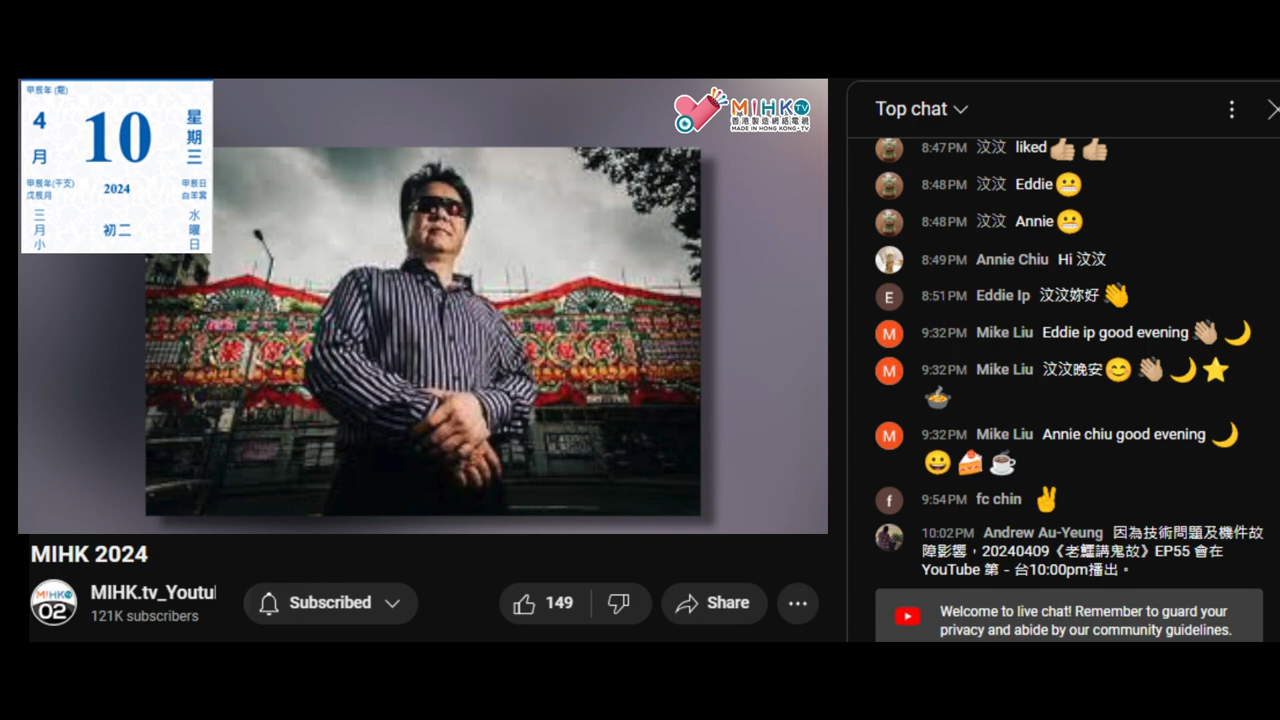 甲辰年 (龍)
4
月
10
星
期
三
甲辰年(干支)
戊辰月
2024
甲辰日
白羊宮
三
月
小
初二
水
曜
日
MIHK TV
香港製造網絡電視
MADE IN HONG KONG • TV
MIHK 2024
MIHK TV
02
MIHK.tv_Youtu
121K subscribers
Subscribed
149
Share
Top chat
8:47 PM 汶汶 liked👍🏼👍🏼
8:48 PM 汶汶 Eddie😬
8:48 PM 汶汶 Annie😬
8:49 PM Annie Chiu Hi 汶汶
E
8:51 PM Eddie Ip 汶汶妳好👋
M
9:32 PM Mike Liu Eddie ip good evening👋🏼🌙
M
9:32 PM Mike Liu 汶汶晚安😊👋🏼🌙⭐
🍲
M
9:32 PM Mike Liu Annie chiu good evening🌙
😀🍰☕
f
9:54 PM fc chin ✌️
10:02 PM Andrew Au-Yeung 因為技術問題及機件故
障影響，20240409《老鱷講鬼故》EP55 會在
YouTube 第 - 台10:00pm播出。
Welcome to live chat! Remember to guard your
privacy and abide by our community guidelines.